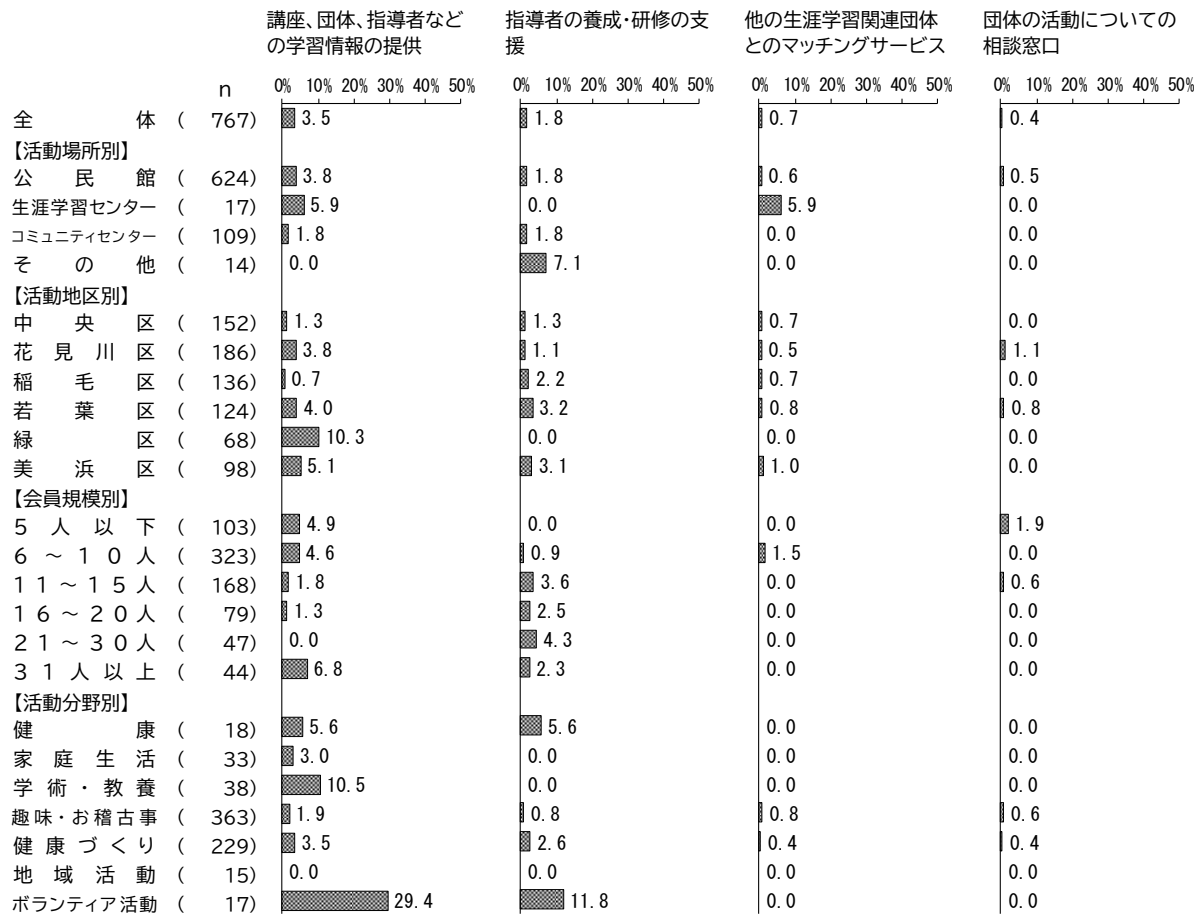 講座、団体、指導者など
の学習情報の提供
指導者の養成・研修の支
援
他の生涯学習関連団体
とのマッチングサービス
団体の活動についての
相談窓口
n 0% 10% 20% 30% 40% 50% 0% 10% 20% 30% 40% 50% 0% 10% 20% 30% 40% 50% 0% 10% 20% 30% 40% 50%
全体 ( 767) 3.5 1.8 0.7 0.4
【活動場所別】
公民館 ( 624) 3.8 1.8 0.6 0.5
生涯学習センター ( 17) 5.9 0.0 5.9 0.0
コミュニティセンター ( 109) 1.8 1.8 0.0 0.0
その他 ( 14) 0.0 7.1 0.0 0.0
【活動地区別】
中央区 ( 152) 1.3 1.3 0.7 0.0
花見川区 ( 186) 3.8 1.1 0.5 1.1
稲毛区 ( 136) 0.7 2.2 0.7 0.0
若葉区 ( 124) 4.0 3.2 0.8 0.8
緑区 ( 68) 10.3 0.0 0.0 0.0
美浜区 ( 98) 5.1 3.1 1.0 0.0
【会員規模別】
5人以下 ( 103) 4.9 0.0 0.0 1.9
6～10人 ( 323) 4.6 0.9 1.5 0.0
11～15人 ( 168) 1.8 3.6 0.0 0.6
16～20人 ( 79) 1.3 2.5 0.0 0.0
21～30人 ( 47) 0.0 4.3 0.0 0.0
31人以上 ( 44) 6.8 2.3 0.0 0.0
【活動分野別】
健康 ( 18) 5.6 5.6 0.0 0.0
家庭生活 ( 33) 3.0 0.0 0.0 0.0
学術・教養 ( 38) 10.5 0.0 0.0 0.0
趣味・お稽古事 ( 363) 1.9 0.8 0.8 0.6
健康づくり ( 229) 3.5 2.6 0.4 0.4
地域活動 ( 15) 0.0 0.0 0.0 0.0
ボランティア活動 ( 17) 29.4 11.8 0.0 0.0